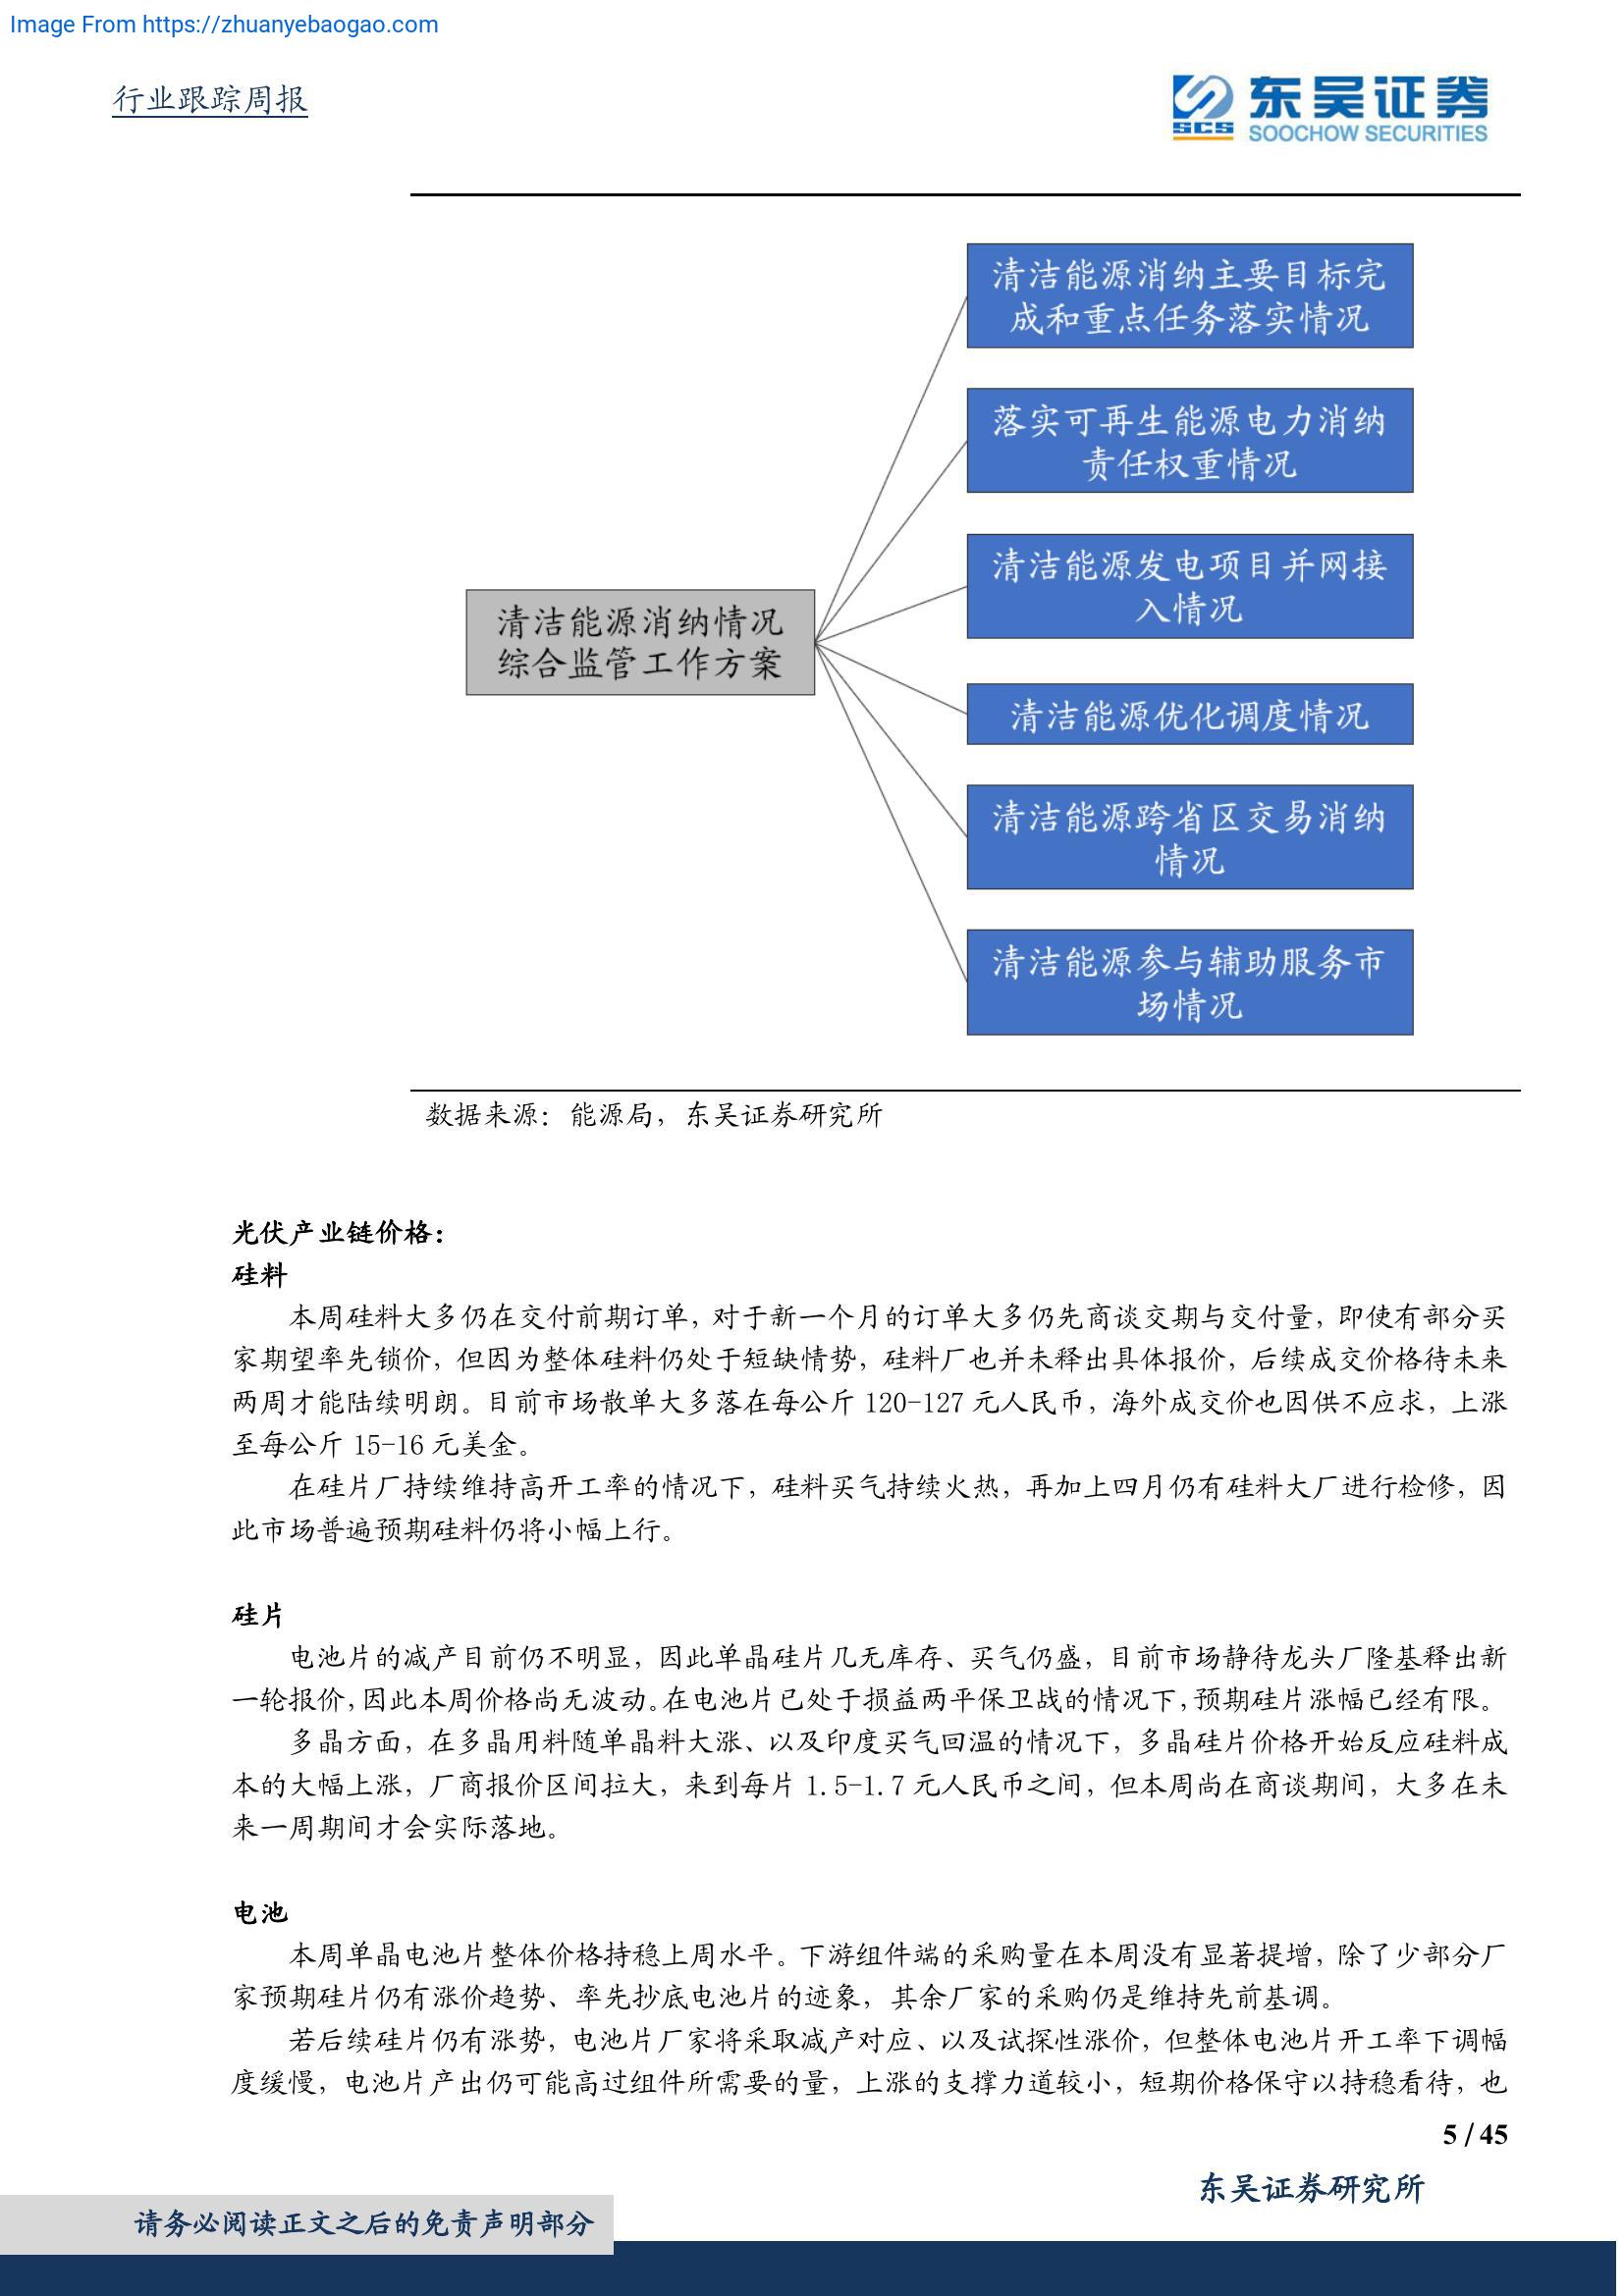 Image From https://zhuanyebaogao.com
行业跟踪周报
东吴证券
SCS
SOOCHOW SECURITIES
清洁能源消纳主要目标完
成和重点任务落实情况
落实可再生能源电力消纳
责任权重情况
清洁能源发电项目并网接
入情况
清洁能源消纳情况
综合监管工作方案
清洁能源优化调度情况
清洁能源跨省区交易消纳
情况
清洁能源参与辅助服务市
场情况
数据来源：能源局，东吴证券研究所
光伏产业链价格：
硅料
本周硅料大多仍在交付前期订单，对于新一个月的订单大多仍先商谈交期与交付量，即使有部分买
家期望率先锁价，但因为整体硅料仍处于短缺情势，硅料厂也并未释出具体报价，后续成交价格待未来
两周才能陆续明朗。目前市场散单大多落在每公斤 120-127 元人民币，海外成交价也因供不应求，上涨
至每公斤 15-16 元美金。
在硅片厂持续维持高开工率的情况下，硅料买气持续火热，再加上四月仍有硅料大厂进行检修，因
此市场普遍预期硅料仍将小幅上行。
硅片
电池片的减产目前仍不明显，因此单晶硅片几无库存、买气仍盛，目前市场静待龙头厂隆基释出新
一轮报价，因此本周价格尚无波动。在电池片已处于损益两平保卫战的情况下，预期硅片涨幅已经有限。
多晶方面，在多晶用料随单晶料大涨、以及印度买气回温的情况下，多晶硅片价格开始反应硅料成
本的大幅上涨，厂商报价区间拉大，来到每片 1.5-1.7 元人民币之间，但本周尚在商谈期间，大多在未
来一周期间才会实际落地。
电池
本周单晶电池片整体价格持稳上周水平。下游组件端的采购量在本周没有显著提增，除了少部分厂
家预期硅片仍有涨价趋势、率先抄底电池片的迹象，其余厂家的采购仍是维持先前基调。
若后续硅片仍有涨势，电池片厂家将采取减产对应、以及试探性涨价，但整体电池片开工率下调幅
度缓慢，电池片产出仍可能高过组件所需要的量，上涨的支撑力道较小，短期价格保守以持稳看待，也
5 / 45
东吴证券研究所
请务必阅读正文之后的免责声明部分